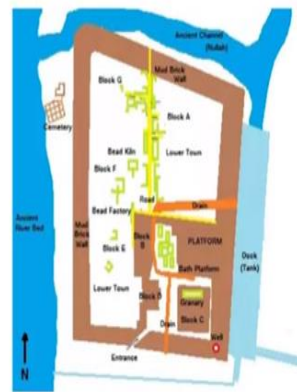 Ancient Channel
(Nullah)
Mud Brick
Wall
Block G
Cemetery
Block A
Bead Kiln
Lower Town
Block F
Road
Drain
Bead Factory
Ancient River Bed
Mud Brick
Wall
Block
B
PLATFORM
Block E
Bath Platform
Dock
(Tank)
Lower Town
Block D
Granary
Block C
Drain
Well
Entrance
N